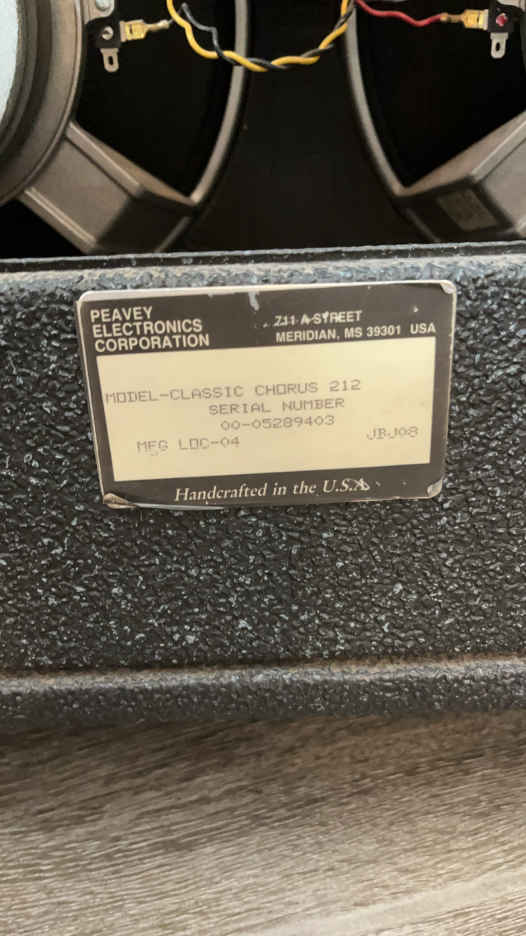 PEAVEY
ELECTRONICS
CORPORATION
711 A STREET
MERIDIAN, MS 39301 USA
MODEL-CLASSIC CHORUS 212
SERIAL NUMBER
00-05289403
MFG LOC-04
JBJ08
Handcrafted in the U.S.A.